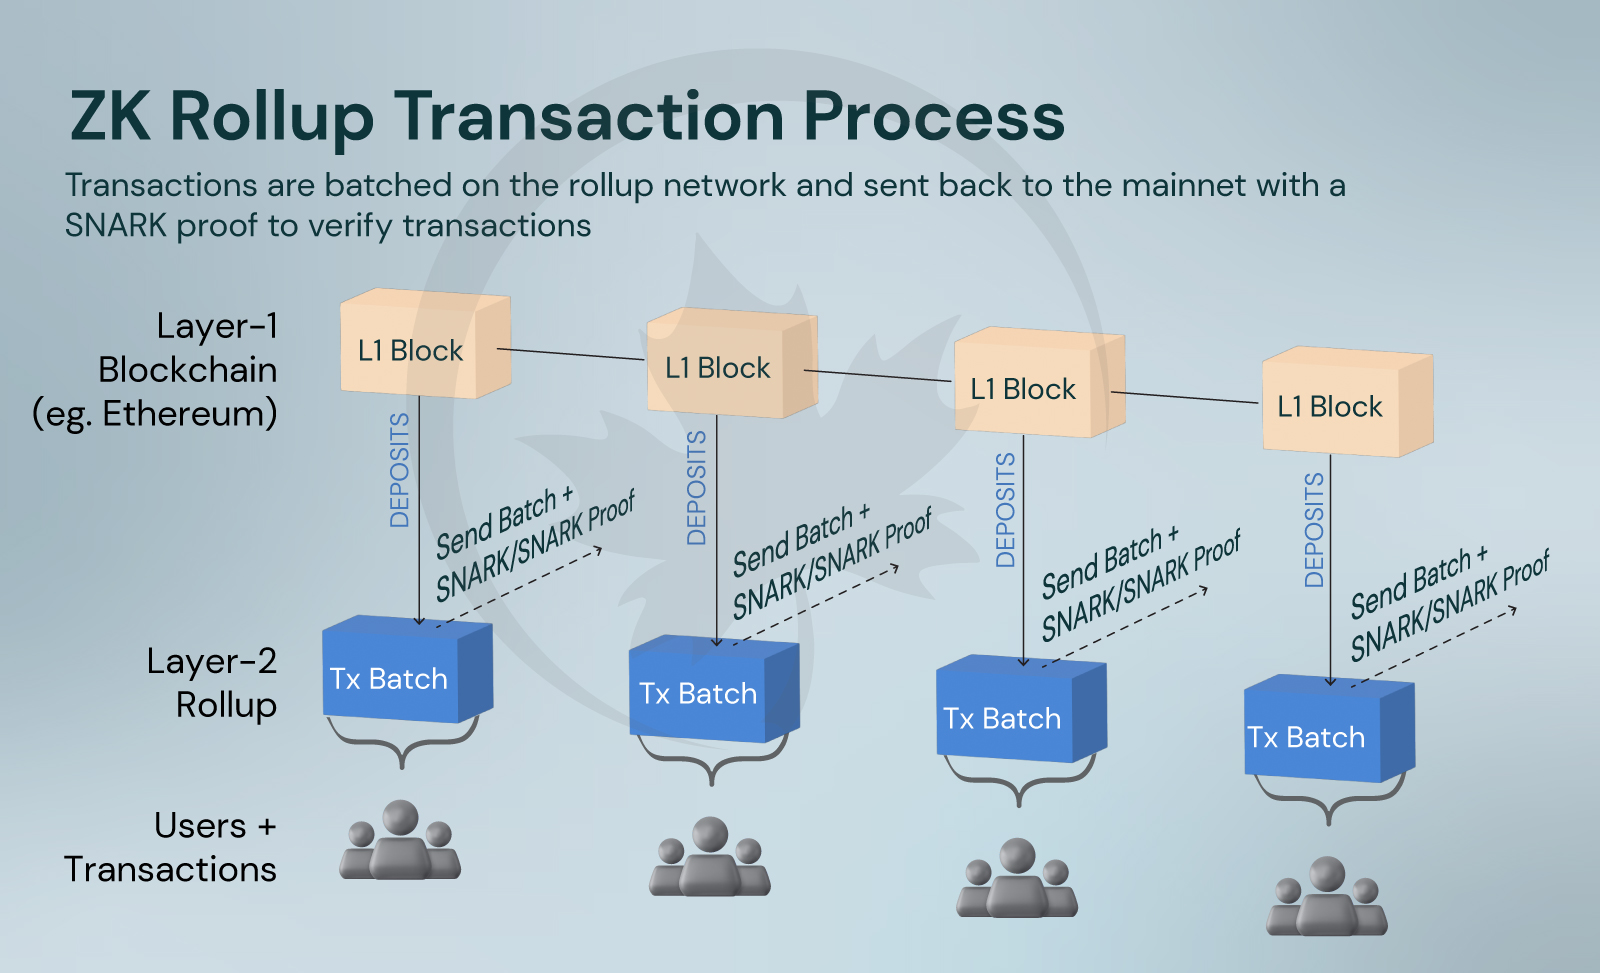 ZK Rollup Transaction Process
Transactions are batched on the rollup network and sent back to the mainnet with a
SNARK proof to verify transactions
Layer-1
Blockchain
(eg. Ethereum)
L1 Block
L1 Block
L1 Block
L1 Block
DEPOSITS
Send Batch +
SNARK/SNARK Proof
DEPOSITS
Send Batch +
SNARK/SNARK Proof
DEPOSITS
Send Batch +
SNARK/SNARK Proof
DEPOSITS
Send Batch +
SNARK/SNARK Proof
Layer-2
Rollup
Tx Batch
Tx Batch
Tx Batch
Tx Batch
Users +
Transactions